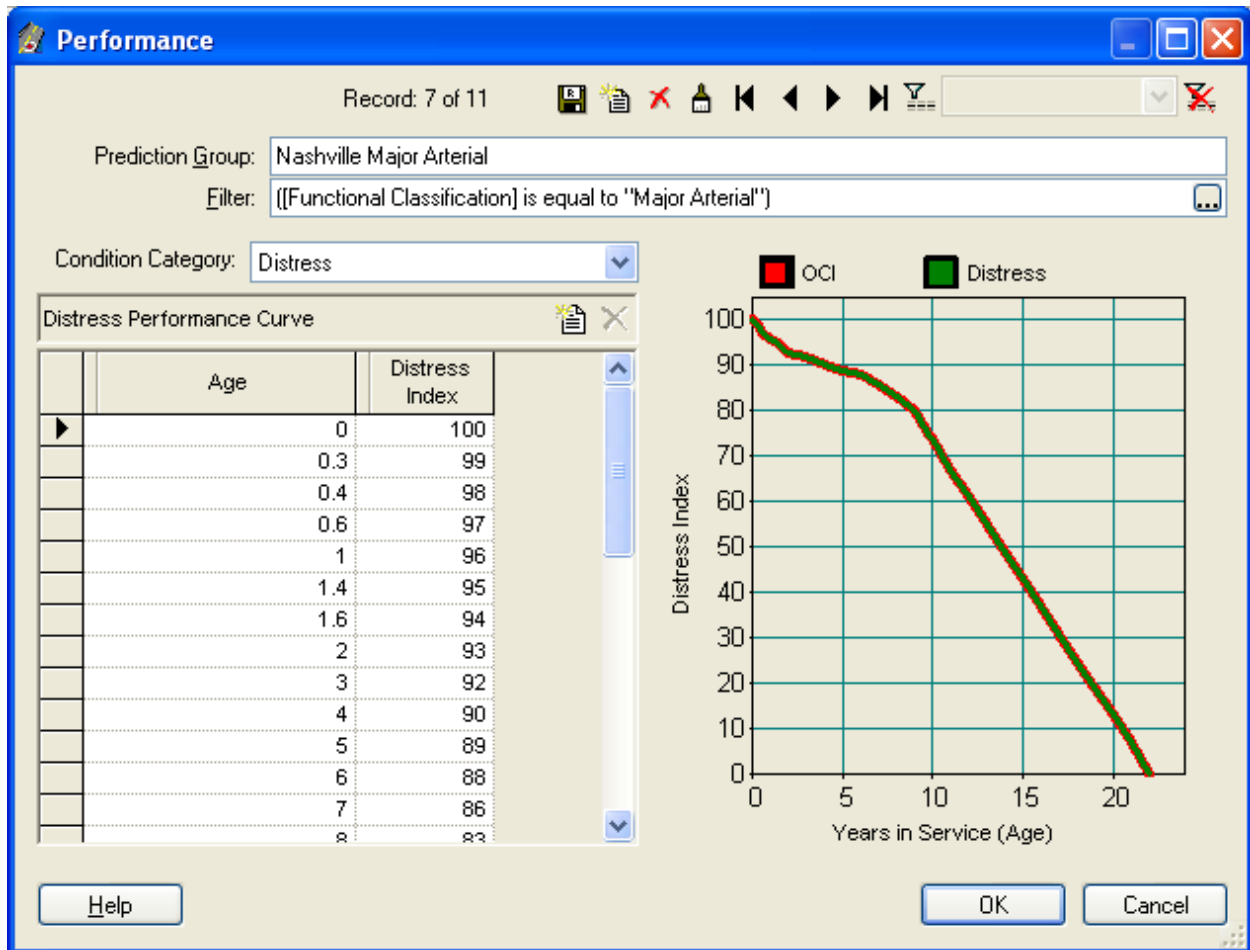 Performance
Record: 7 of 11
Prediction Group: Nashville Major Arterial
Filter: ([Functional Classification] is equal to "Major Arterial")
...
Condition Category: Distress
Distress Performance Curve
Age Distress Index
0 100
0.3 99
0.4 98
0.6 97
1 96
1.4 95
1.6 94
2 93
3 92
4 90
5 89
6 88
7 86
8 83
OCI Distress
Distress Index
100
90
80
70
60
50
40
30
20
10
0
0 5 10 15 20
Years in Service (Age)
Help OK Cancel